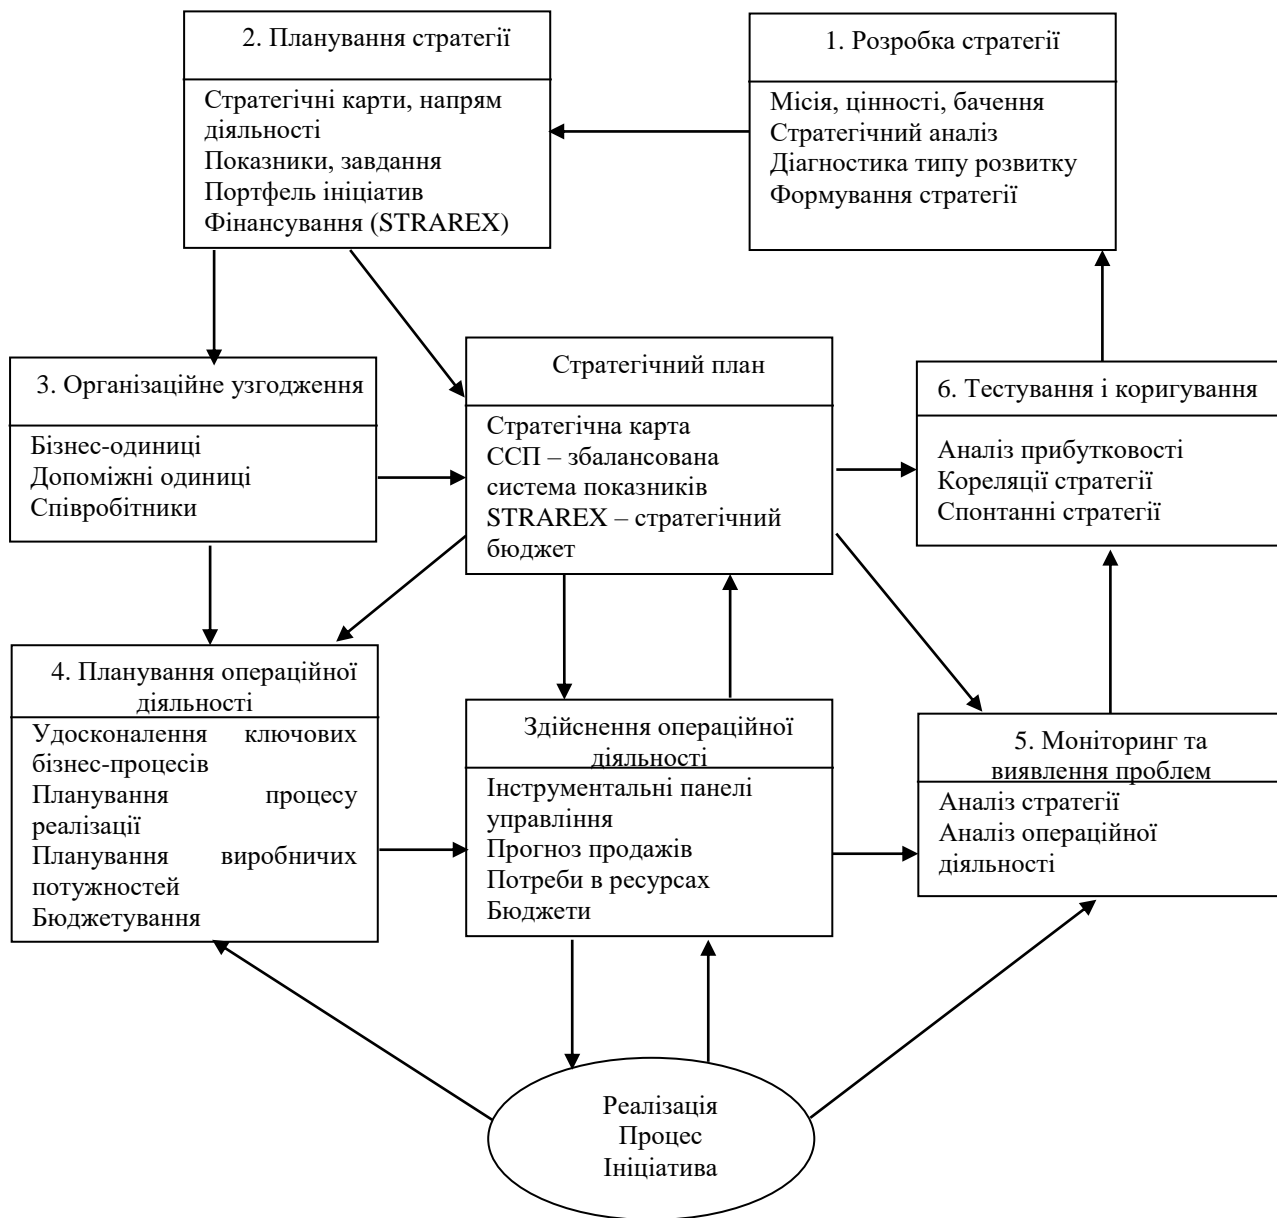 2. Планування стратегії
Стратегічні карти, напрям
діяльності
Показники, завдання
Портфель ініціатив
Фінансування (STRAREX)
1. Розробка стратегії
Місія, цінності, бачення
Стратегічний аналіз
Діагностика типу розвитку
Формування стратегії
3. Організаційне узгодження
Бізнес-одиниці
Допоміжні одиниці
Співробітники
Стратегічний план
Стратегічна карта
ССП – збалансована
система показників
STRAREX – стратегічний
бюджет
6. Тестування і коригування
Аналіз прибутковості
Кореляції стратегії
Спонтанні стратегії
4. Планування операційної
діяльності
Удосконалення ключових
бізнес-процесів
Планування процесу
реалізації
Планування виробничих
потужностей
Бюджетування
Здійснення операційної
діяльності
Інструментальні панелі
управління
Прогноз продажів
Потреби в ресурсах
Бюджети
5. Моніторинг та
виявлення проблем
Аналіз стратегії
Аналіз операційної
діяльності
Реалізація
Процес
Ініціатива